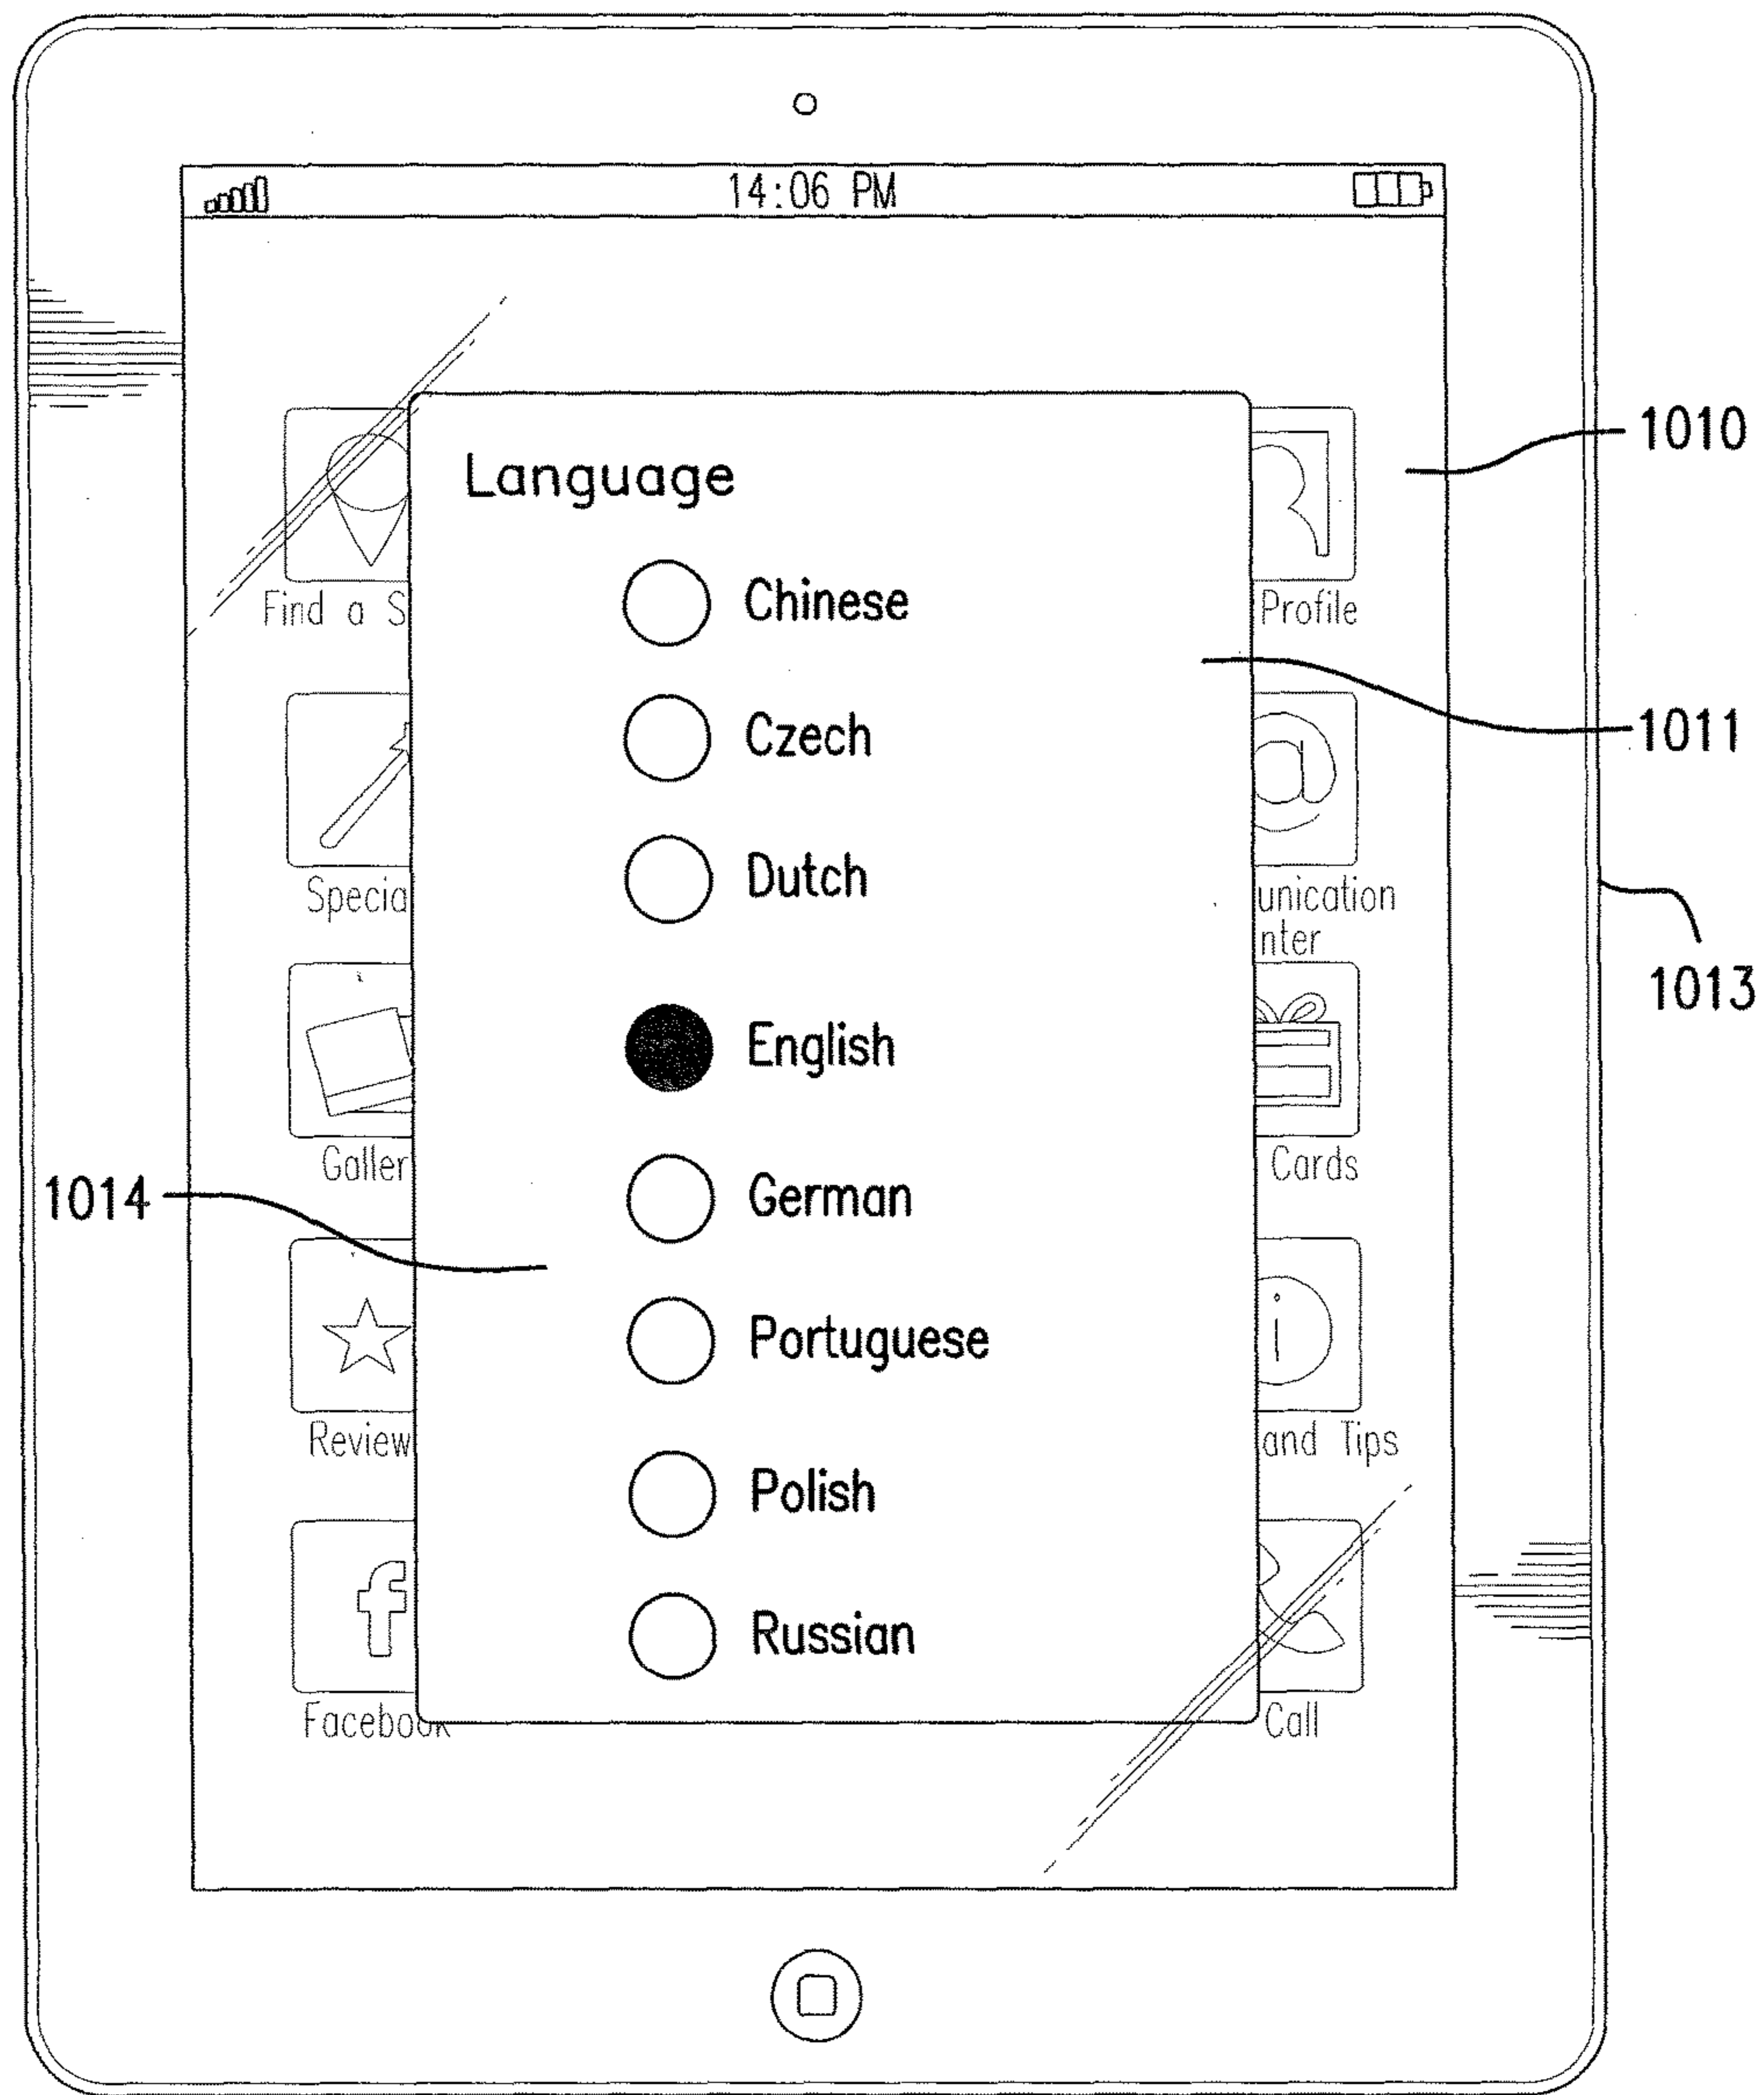 14:06 PM
1010
Language
Chinese
Find a S
Profile
1011
Czech
Dutch
Specia
unication
nter
1013
English
Galler
Cards
1014
German
Portuguese
Review
and Tips
Polish
Russian
Facebook
Call